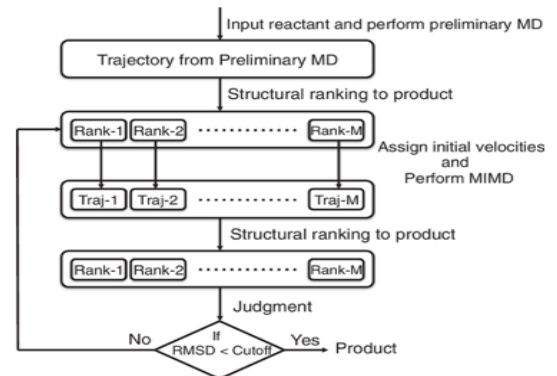 Input reactant and perform preliminary MD
Trajectory from Preliminary MD
Structural ranking to product
Rank-1 Rank-2 ·················· Rank-M
Assign initial velocities
and
Perform MIMD
Traj-1 Traj-2 ·················· Traj-M
Structural ranking to product
Rank-1 Rank-2 ·················· Rank-M
Judgment
No
If
RMSD < Cutoff
Yes
Product